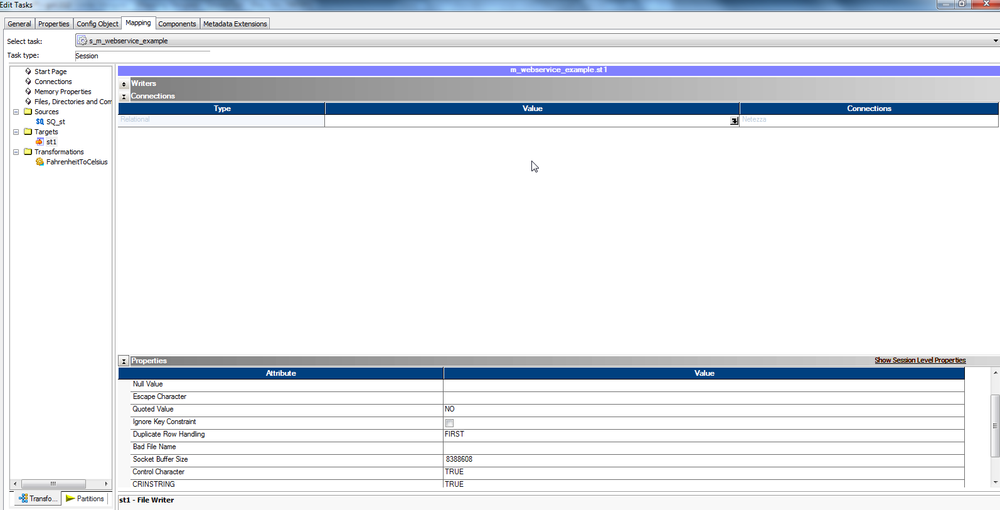 Edit Tasks
General Properties Config Object Mapping Components Metadata Extensions
Select task: s_m_webservice_example
Task type: Session
Start Page
Connections
Memory Properties
Files, Directories and Com
Sources
SQ SQ_st
Targets
st1
Transformations
FahrenheitToCelsius
Transfo... Partitions
m_webservice_example.st1
Writers
Connections
Type Value Connections
Relational Netezza
Properties Show Session Level Properties
Attribute Value
Null Value
Escape Character
Quoted Value NO
Ignore Key Constraint
Duplicate Row Handling FIRST
Bad File Name
Socket Buffer Size 8388608
Control Character TRUE
CRINSTRING TRUE
st1 - File Writer